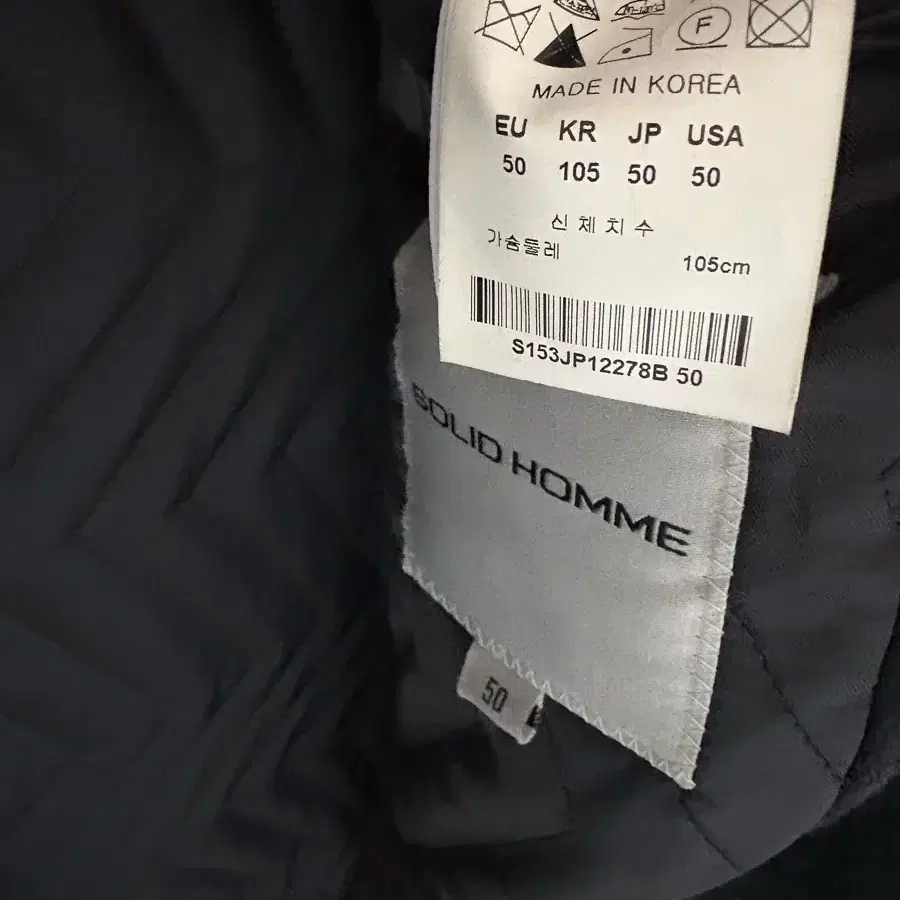 F
MADE IN KOREA
EU KR JP USA
50 105 50 50
신체치수
가슴둘레 105cm
S153JP12278B 50
SOLID HOMME
50